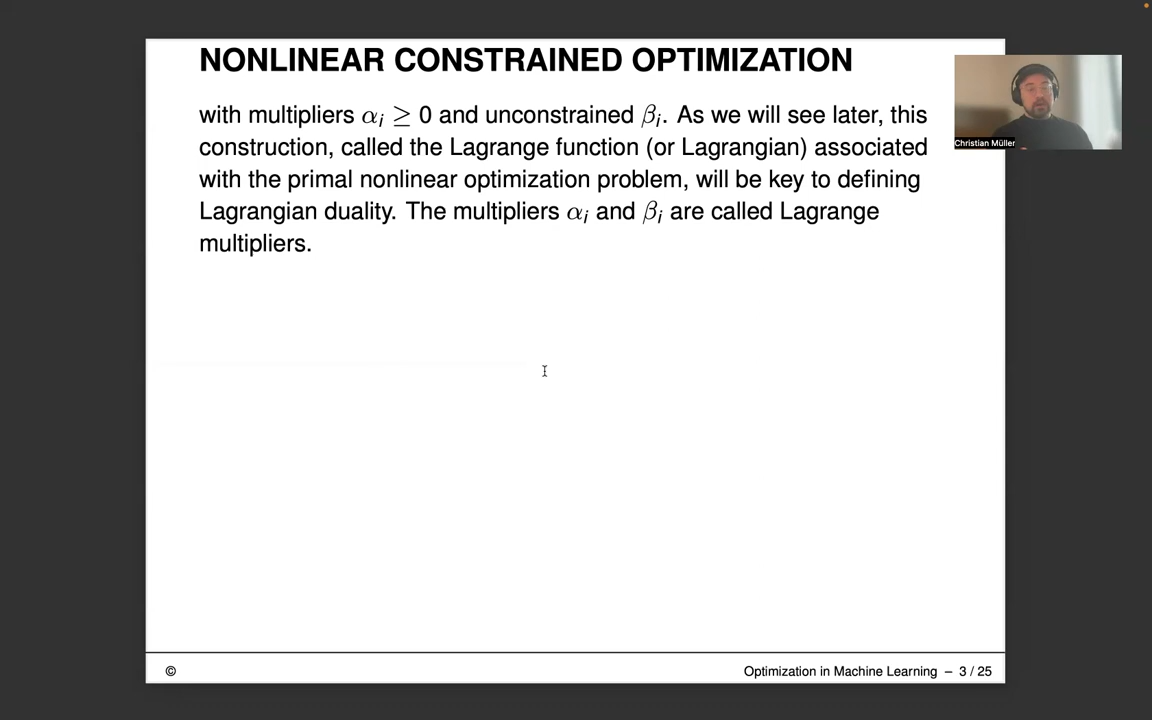 NONLINEAR CONSTRAINED OPTIMIZATION
with multipliers αi ≥ 0 and unconstrained βi. As we will see later, this
construction, called the Lagrange function (or Lagrangian) associated
with the primal nonlinear optimization problem, will be key to defining
Lagrangian duality. The multipliers αi and βi are called Lagrange
multipliers.
Christian Müller
© Optimization in Machine Learning – 3 / 25